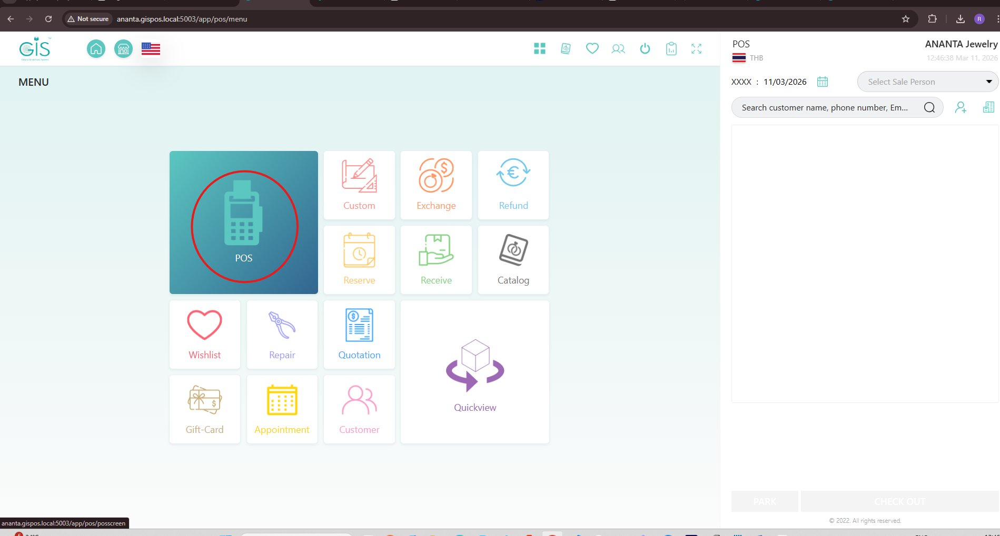 Not secure
ananta.gispos.local:5003/app/pos/menu
R
GIS
POS
ANANTA Jewelry
THB
12:46:38 Mar 11, 2026
MENU
XXXX : 11/03/2026
Select Sale Person
Search customer name, phone number, Em...
POS
Custom
Exchange
Refund
Reserve
Receive
Catalog
Wishlist
Repair
Quotation
Quickview
Gift-Card
Appointment
Customer
PARK
CHECK OUT
© 2022. All rights reserved.
ananta.gispos.local:5003/app/pos/posscreen